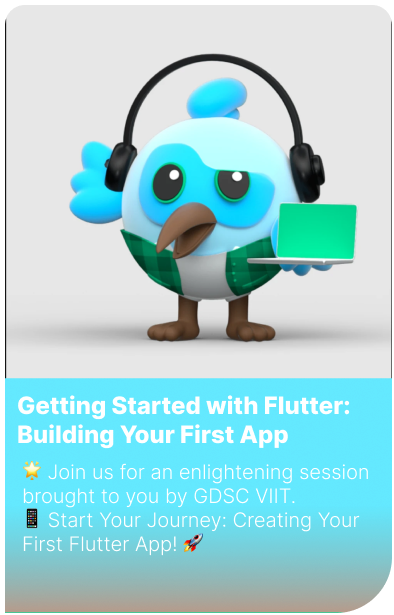 Getting Started with Flutter:
Building Your First App
🌟 Join us for an enlightening session
brought to you by GDSC VIIT.
📱 Start Your Journey: Creating Your
First Flutter App! 🚀